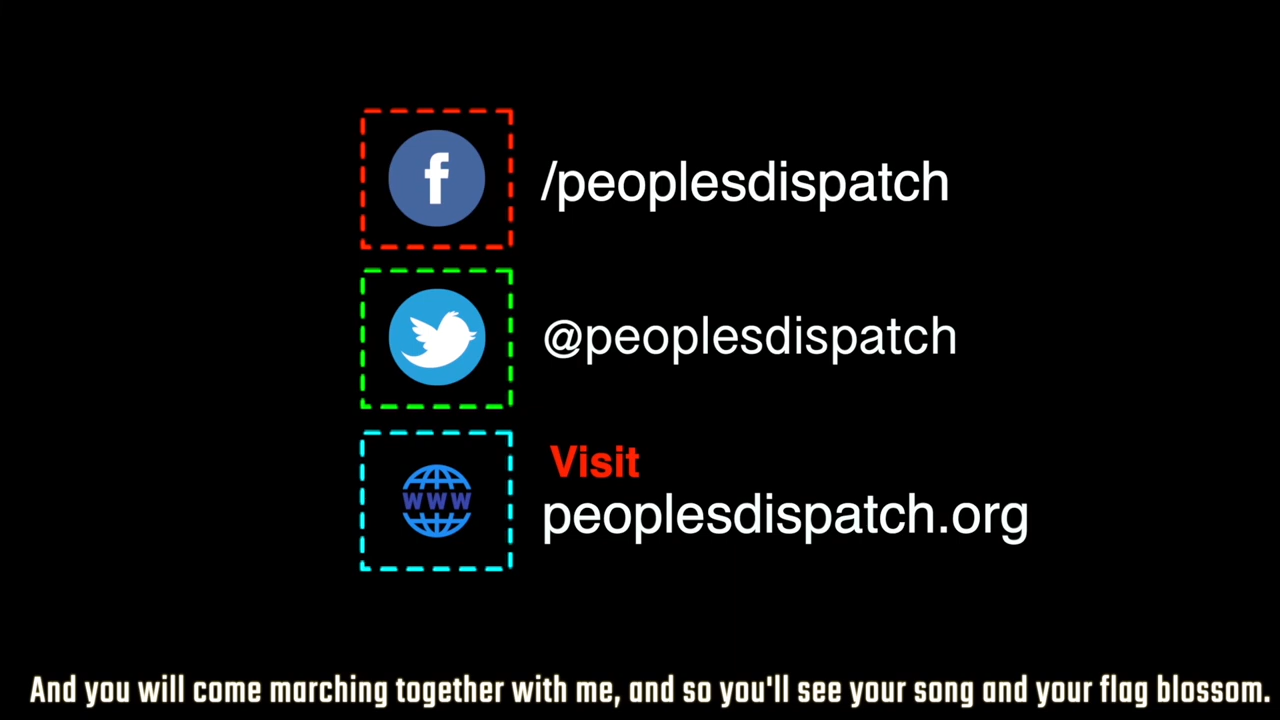 f
/peoplesdispatch
@peoplesdispatch
Visit
WWW
peoplesdispatch.org
And you will come marching together with me, and so you'll see your song and your flag blossom.